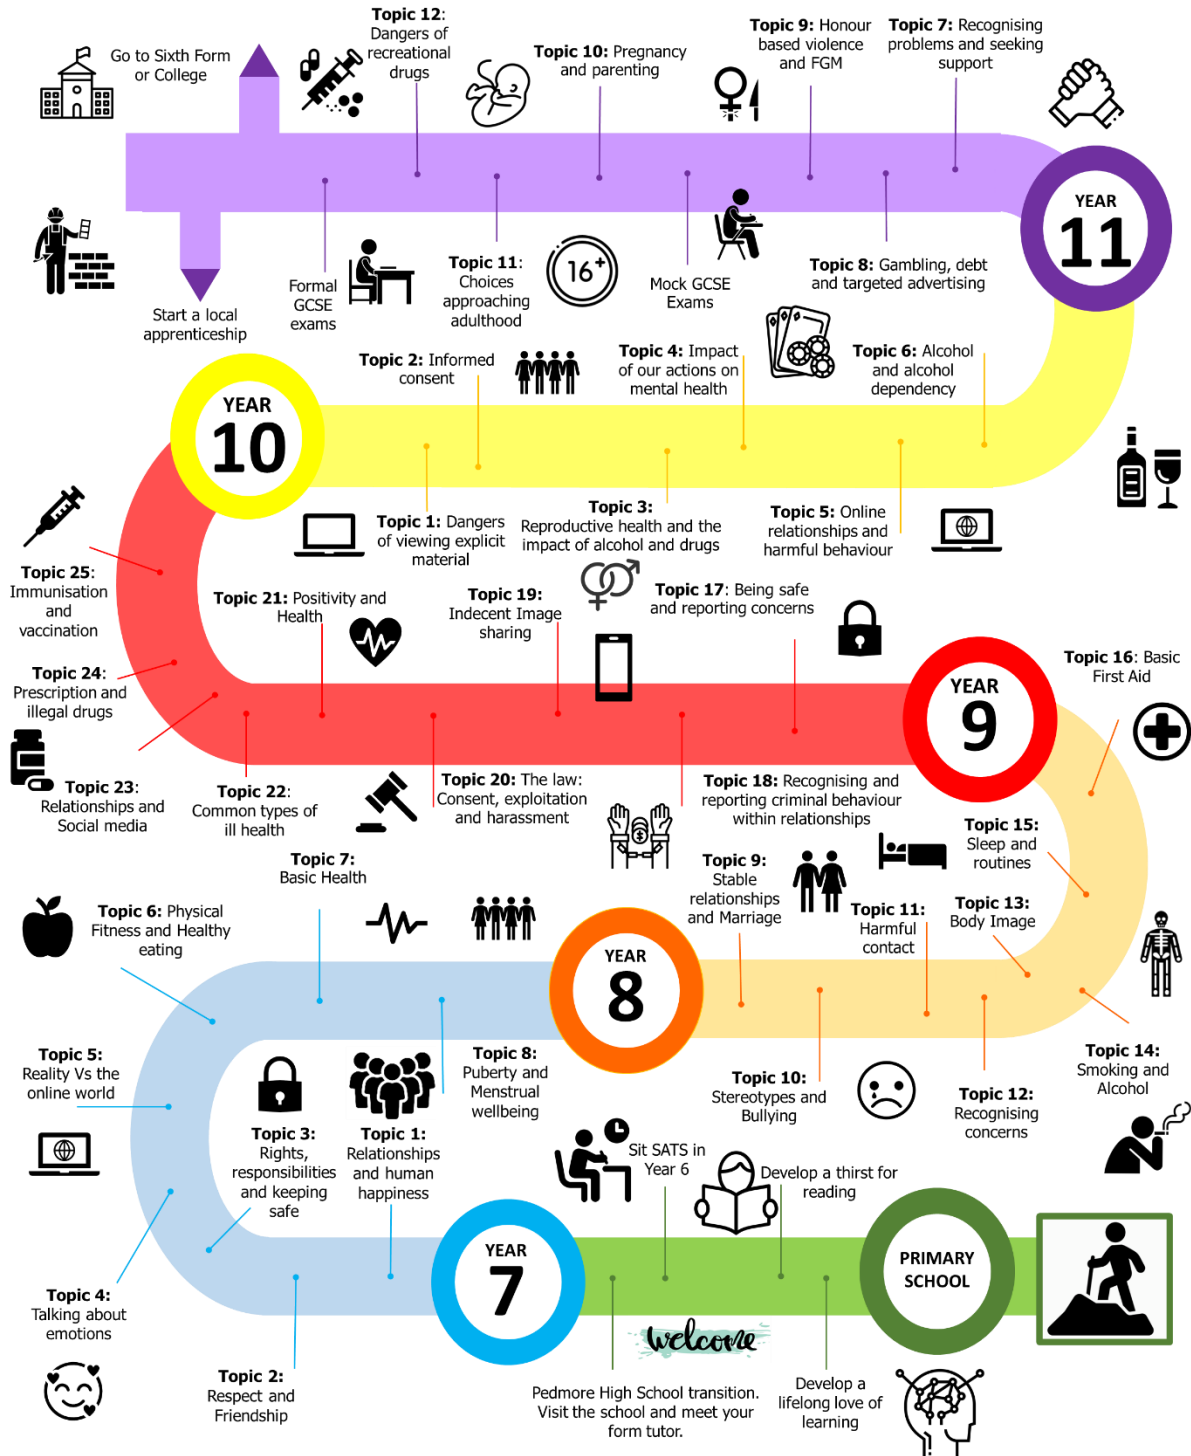 Topic 12:
Dangers of
recreational
drugs
Topic 9: Honour
based violence
and FGM
Topic 7: Recognising
problems and seeking
support
Go to Sixth Form
or College
Topic 10: Pregnancy
and parenting
YEAR
11
Start a local
apprenticeship
Formal
GCSE
exams
Topic 11:
Choices
approaching
adulthood
16+
Mock GCSE
Exams
Topic 8: Gambling, debt
and targeted advertising
Topic 2: Informed
consent
Topic 4: Impact
of our actions on
mental health
Topic 6: Alcohol
and alcohol
dependency
YEAR
10
Topic 1: Dangers
of viewing explicit
material
Topic 3:
Reproductive health and the
impact of alcohol and drugs
Topic 5: Online
relationships and
harmful behaviour
Topic 25:
Immunisation
and
vaccination
Topic 21: Positivity and
Health
Topic 19:
Indecent Image
sharing
Topic 17: Being safe
and reporting concerns
Topic 24:
Prescription and
illegal drugs
YEAR
9
Topic 16: Basic
First Aid
Topic 23:
Relationships and
Social media
Topic 22:
Common types of
ill health
Topic 20: The law:
Consent, exploitation
and harassment
$
Topic 18: Recognising and
reporting criminal behaviour
within relationships
Topic 15:
Sleep and
routines
Topic 7:
Basic Health
Topic 9:
Stable
relationships
and Marriage
Topic 11:
Harmful
contact
Topic 13:
Body Image
Topic 6: Physical
Fitness and Healthy
eating
YEAR
8
Topic 5:
Reality Vs the
online world
Topic 8:
Puberty and
Menstrual
wellbeing
Topic 10:
Stereotypes and
Bullying
Topic 12:
Recognising
concerns
Topic 14:
Smoking and
Alcohol
Topic 3:
Rights,
responsibilities
and keeping
safe
Topic 1:
Relationships
and human
happiness
Sit SATS in
Year 6
Develop a thirst for
reading
YEAR
7
PRIMARY
SCHOOL
Topic 4:
Talking about
emotions
Topic 2:
Respect and
Friendship
welcome
Pedmore High School transition.
Visit the school and meet your
form tutor.
Develop a
lifelong love of
learning